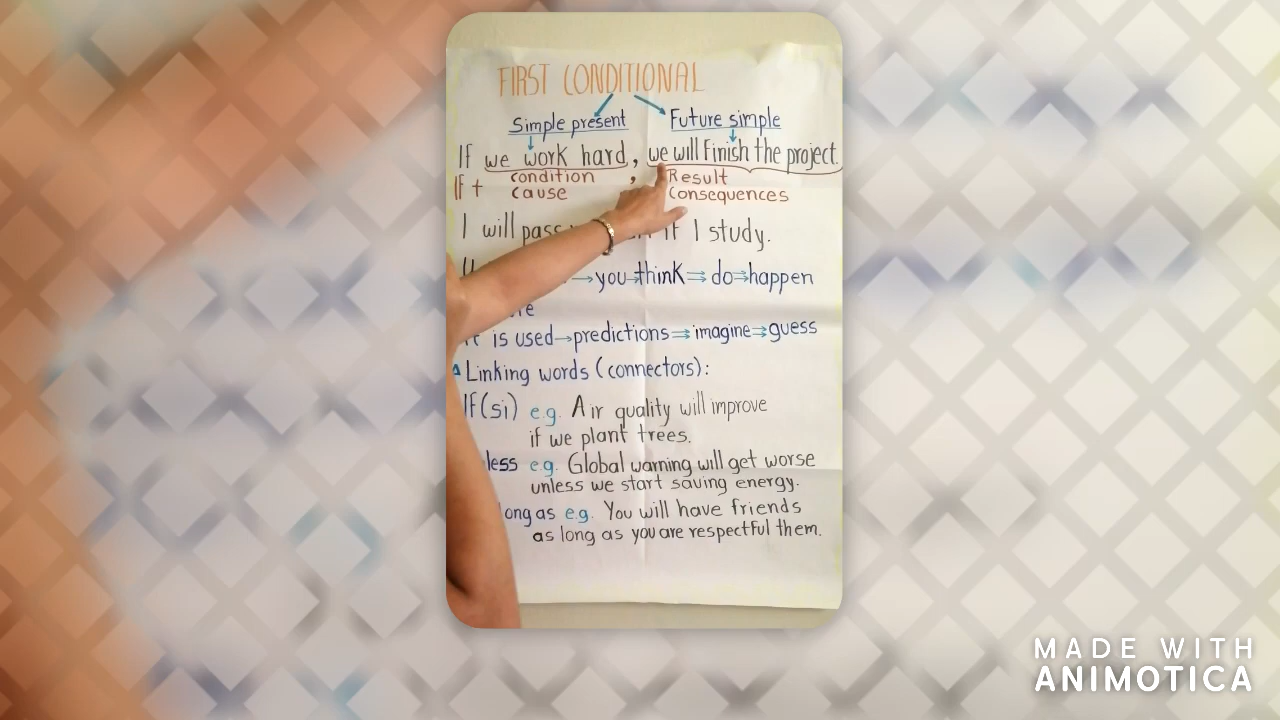 FIRST CONDITIONAL
Simple present Future simple
If we work hard, we will finish the project.
If + condition , Result
cause consequences
I will pass if I study.
→ you → think ⇒ do ⇒ happen
is used → predictions ⇒ imagine ⇒ guess
Linking words (connectors):
If (si) e.g. Air quality will improve
if we plant trees.
less e.g. Global warning will get worse
unless we start saving energy.
long as e.g. You will have friends
as long as you are respectful them.
MADE WITH
ANIMOTICA